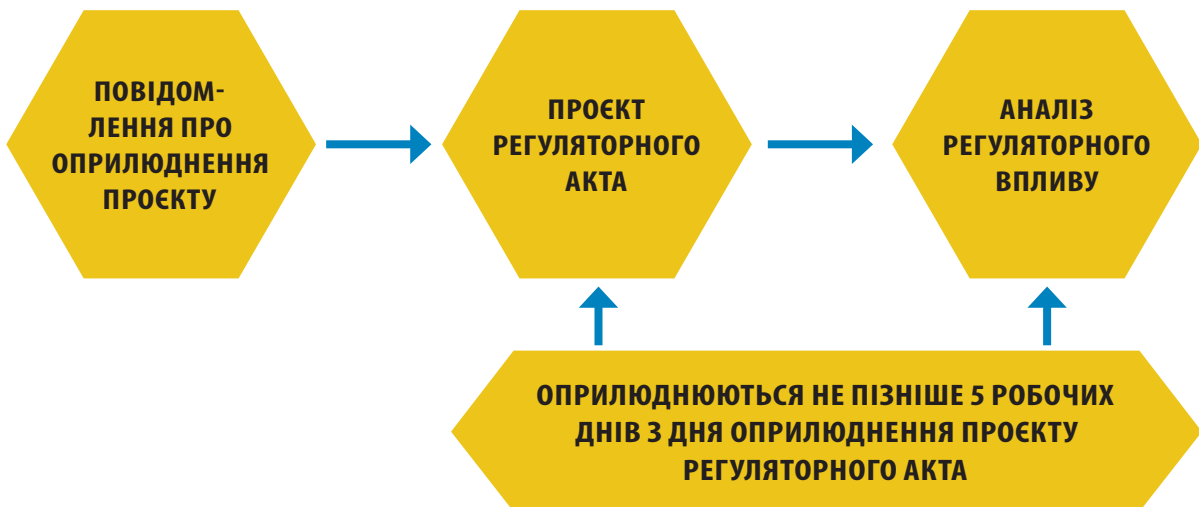 ПОВІДОМ-
ЛЕННЯ ПРО
ОПРИЛЮДНЕННЯ
ПРОЄКТУ
ПРОЄКТ
РЕГУЛЯТОРНОГО
АКТА
АНАЛІЗ
РЕГУЛЯТОРНОГО
ВПЛИВУ
ОПРИЛЮДНЮЮТЬСЯ НЕ ПІЗНІШЕ 5 РОБОЧИХ
ДНІВ З ДНЯ ОПРИЛЮДНЕННЯ ПРОЄКТУ
РЕГУЛЯТОРНОГО АКТА